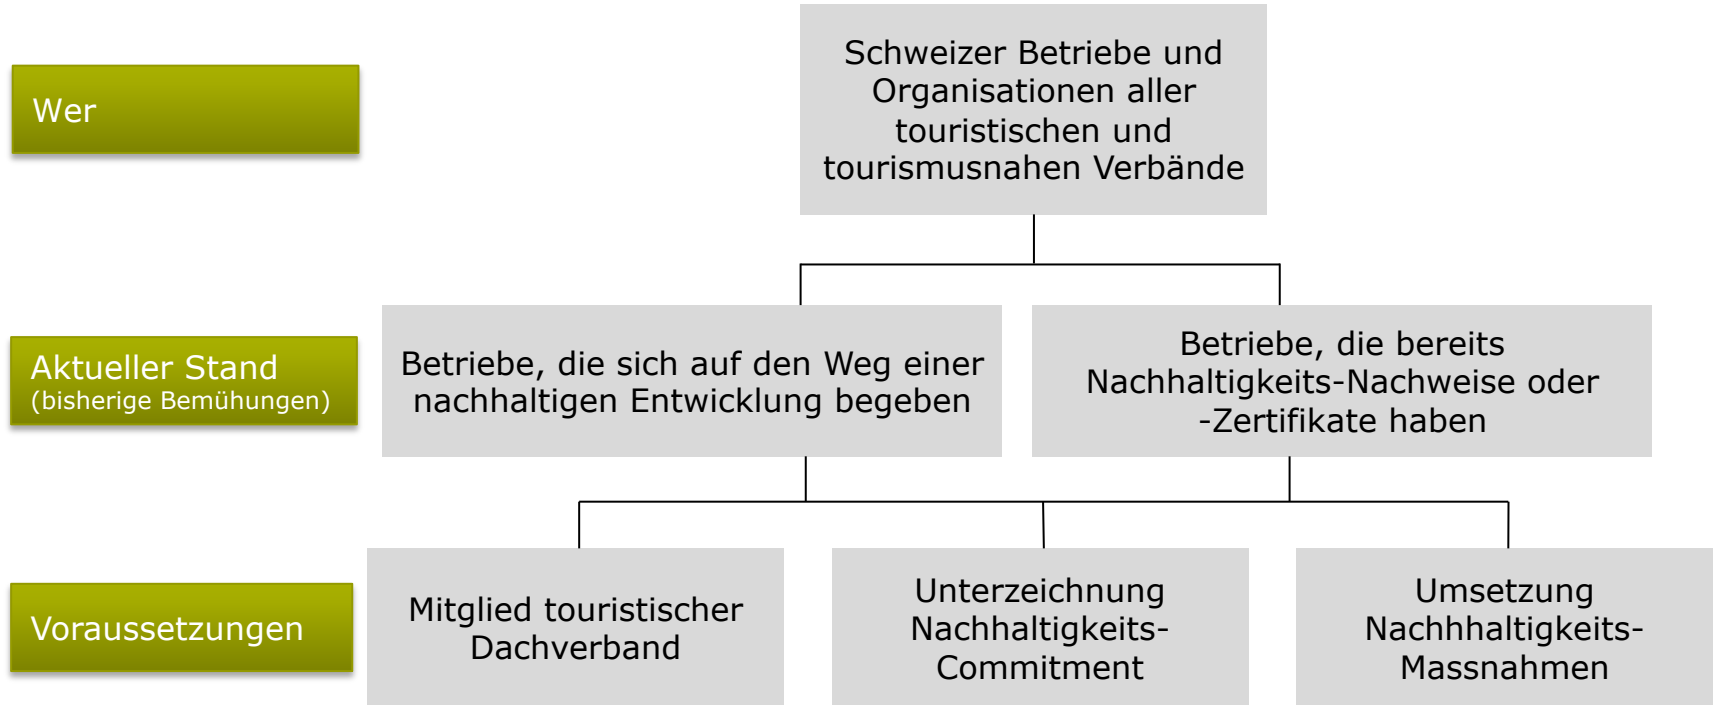 Wer
Schweizer Betriebe und
Organisationen aller
touristischen und
tourismusnahen Verbände
Aktueller Stand
(bisherige Bemühungen)
Betriebe, die sich auf den Weg einer
nachhaltigen Entwicklung begeben
Betriebe, die bereits
Nachhaltigkeits-Nachweise oder
-Zertifikate haben
Voraussetzungen
Mitglied touristischer
Dachverband
Unterzeichnung
Nachhaltigkeits-
Commitment
Umsetzung
Nachhhaltigkeits-
Massnahmen